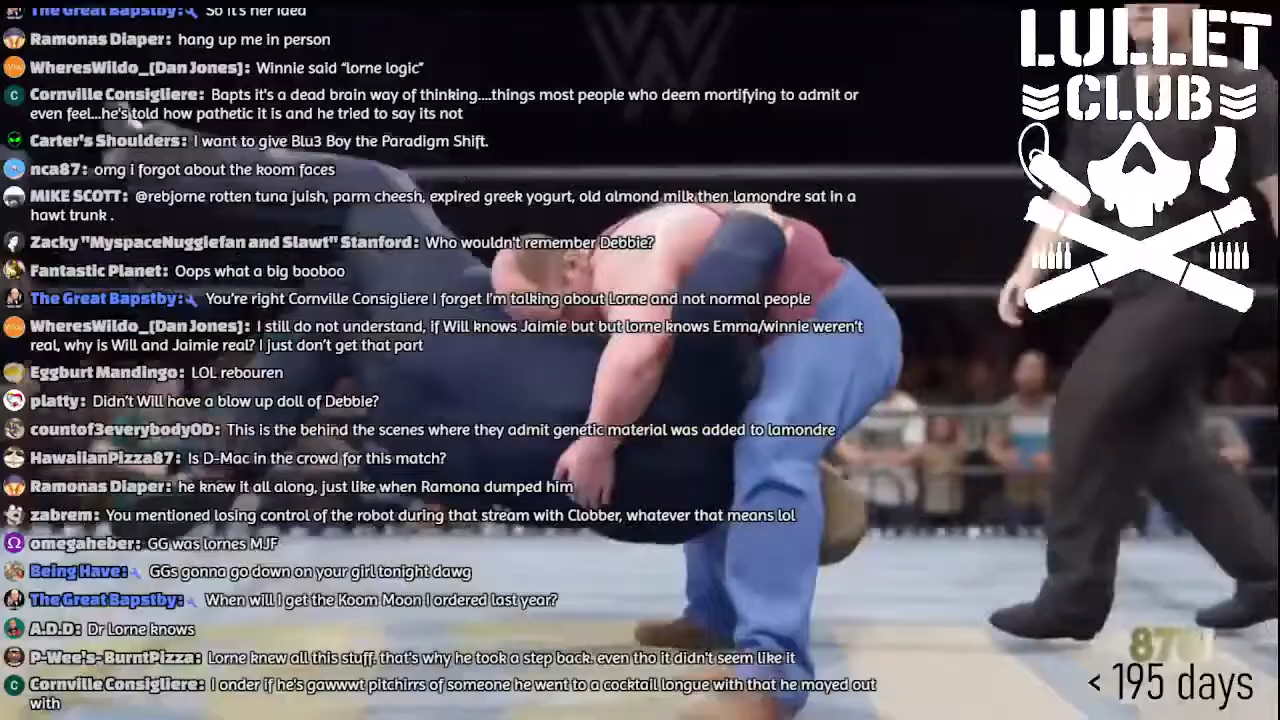 The Great Bapstby: So it's her idea
Ramonas Diaper: hang up me in person
WheresWildo_(Dan Jones): Winnie said “lorne logic”
Cornville Consigliere: Bapts it's a dead brain way of thinking....things most people who deem mortifying to admit or
even feel...he's told how pathetic it is and he tried to say its not
Carter's Shoulders: I want to give Blu3 Boy the Paradigm Shift.
nca87: omg i forgot about the koom faces
MIKE SCOTT: @rebjorne rotten tuna juish, parm cheesh, expired greek yogurt, old almond milk then lamondre sat in a
hawt trunk .
Zacky "MyspaceNuggiefan and Slawt" Stanford: Who wouldn't remember Debbie?
Fantastic Planet: Oops what a big booboo
The Great Bapstby: You're right Cornville Consigliere I forget I'm talking about Lorne and not normal people
WheresWildo_(Dan Jones): I still do not understand, if Will knows Jaimie but but lorne knows Emma/winnie weren't
real, why is Will and Jaimie real? I just don't get that part
Eggburt Mandingo: LOL rebouren
platty: Didn't Will have a blow up doll of Debbie?
countof3everybodyOD: This is the behind the scenes where they admit genetic material was added to lamondre
HawaiianPizza87: Is D-Mac in the crowd for this match?
Ramonas Diaper: he knew it all along, just like when Ramona dumped him
zabrem: You mentioned losing control of the robot during that stream with Clobber, whatever that means lol
omegaheber: GG was lornes MJF
Being Have: GGs gonna go down on your girl tonight dawg
The Great Bapstby: When will I get the Koom Moon I ordered last year?
A.D.D: Dr Lorne knows
P-Wee's- BurntPizza: Lorne knew all this stuff. that's why he took a step back. even tho it didn't seem like it
Cornville Consigliere: I onder if he's gawwwt pitchirrs of someone he went to a cocktail longue with that he mayed out
with
LULLET
CLUB
< 195 days